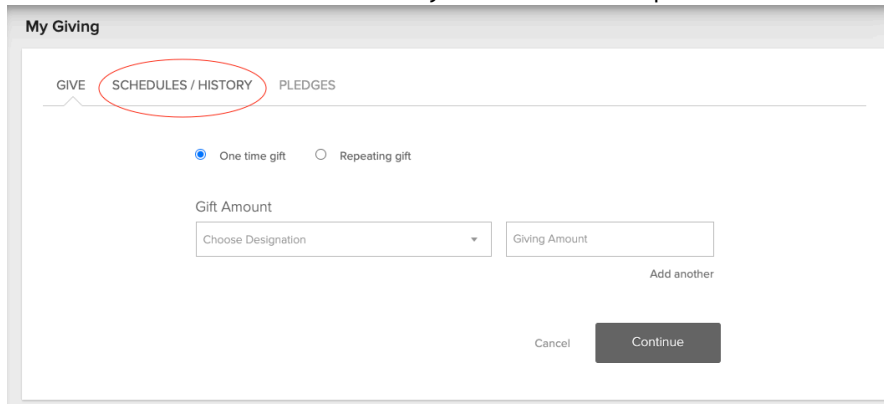 My Giving
GIVE SCHEDULES / HISTORY PLEDGES
One time gift Repeating gift
Gift Amount
Choose Designation Giving Amount
Add another
Cancel Continue